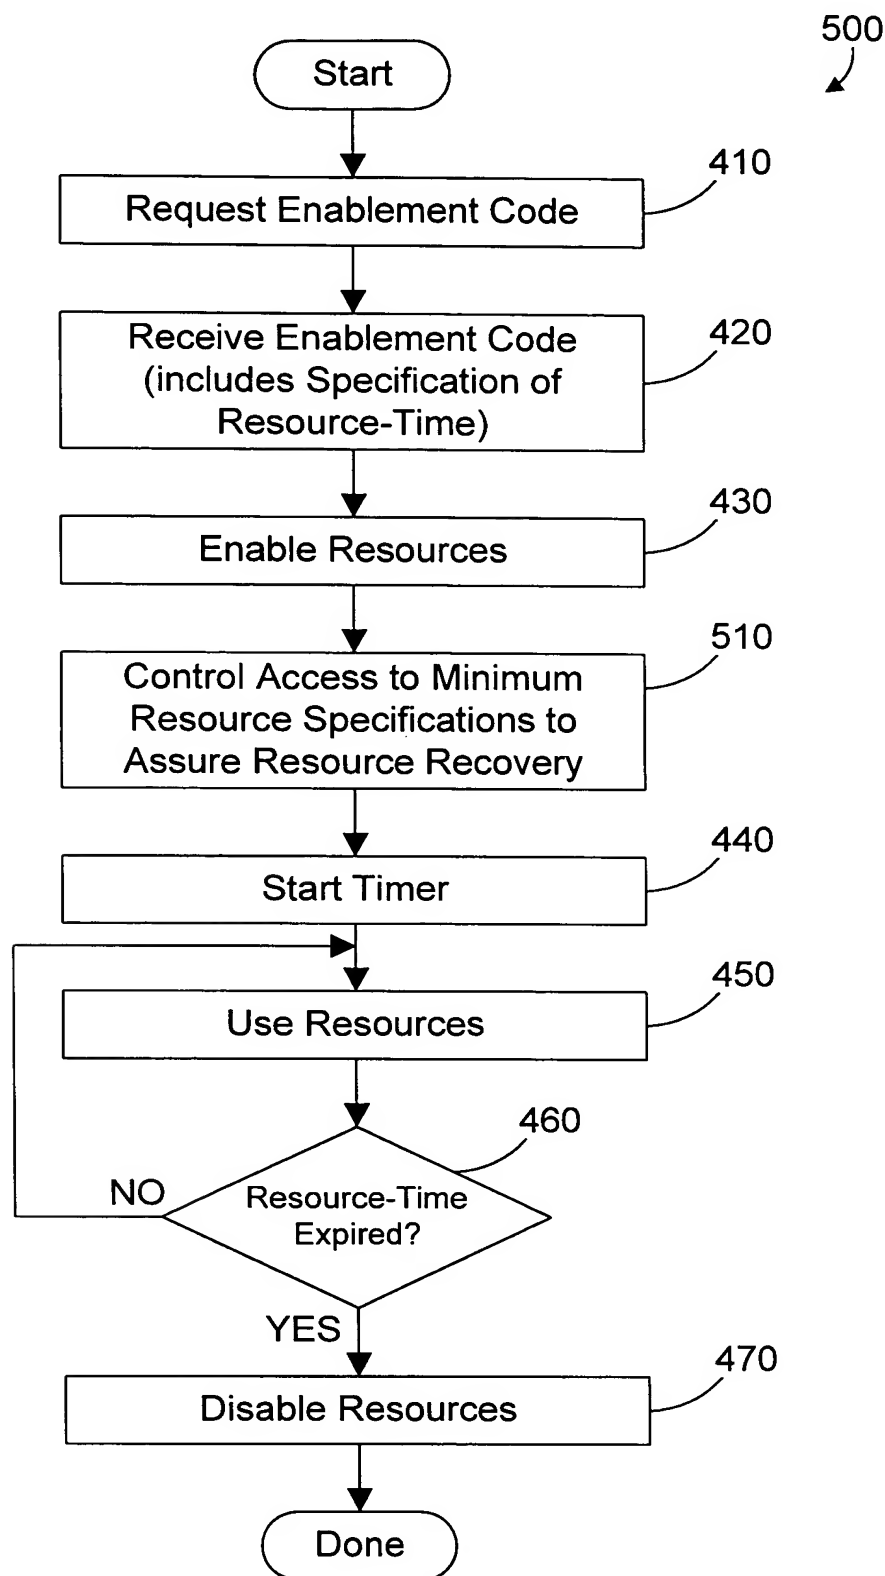 500
Start
410
Request Enablement Code
420
Receive Enablement Code
(includes Specification of
Resource-Time)
430
Enable Resources
510
Control Access to Minimum
Resource Specifications to
Assure Resource Recovery
440
Start Timer
450
Use Resources
460
NO
Resource-Time
Expired?
YES
470
Disable Resources
Done